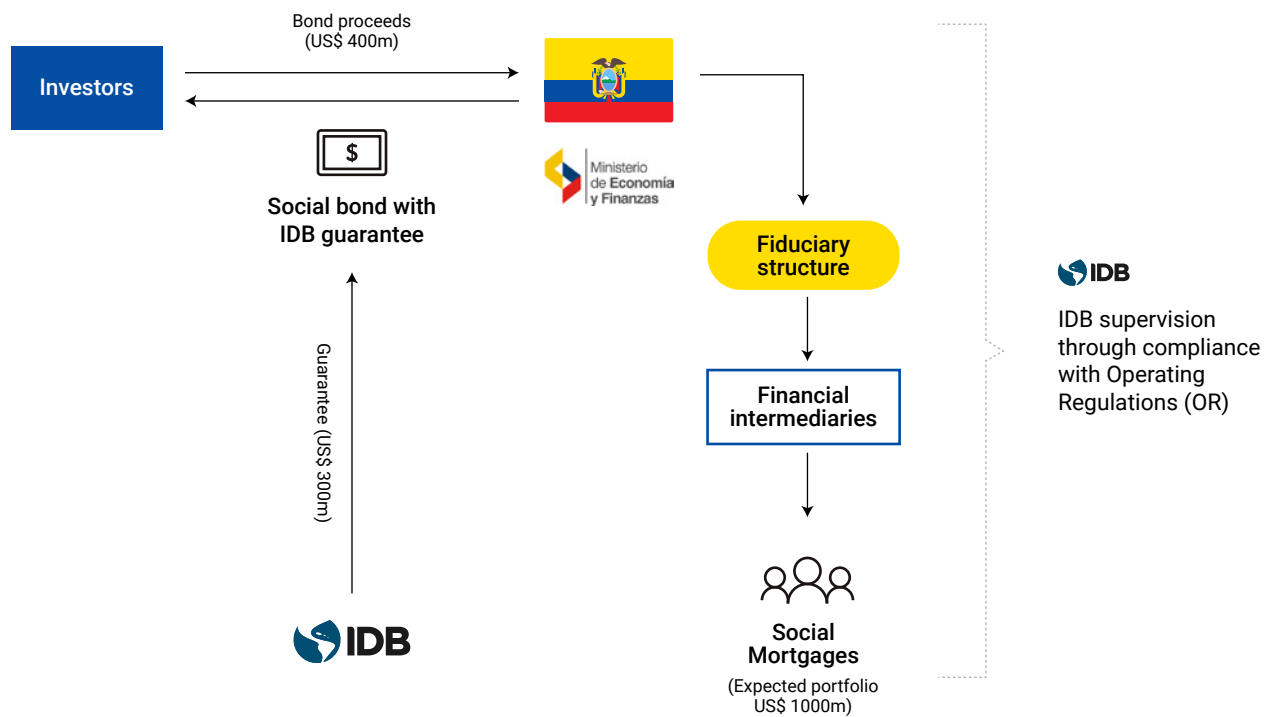 Bond proceeds
(US$ 400m)
Investors
$
Social bond with
IDB guarantee
Ministerio
de Economía
y Finanzas
Fiduciary
structure
Financial
intermediaries
Social
Mortgages
(Expected portfolio
US$ 1000m)
Guarantee (US$ 300m)
IDB
IDB
IDB supervision
through compliance
with Operating
Regulations (OR)